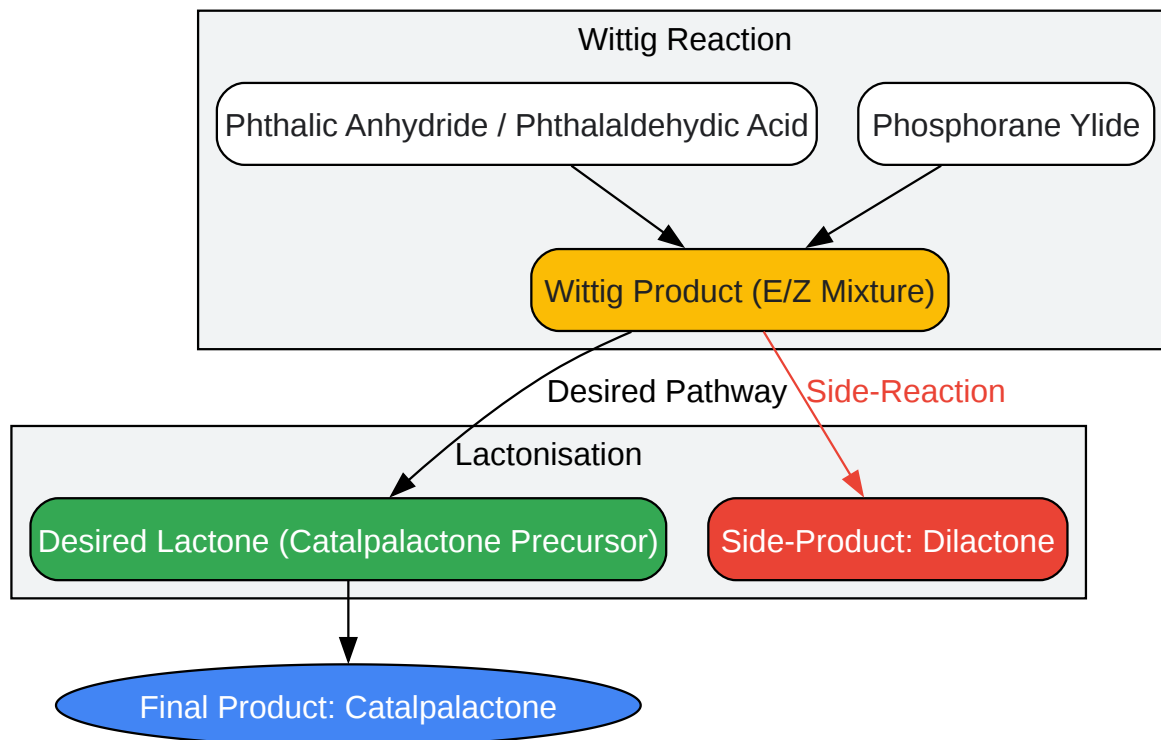 Wittig Reaction
Phthalic Anhydride / Phthalaldehydic Acid
Phosphorane Ylide
Wittig Product (E/Z Mixture)
Desired Pathway
Side-Reaction
Lactonisation
Desired Lactone (Catalpalactone Precursor)
Side-Product: Dilactone
Final Product: Catalpalactone